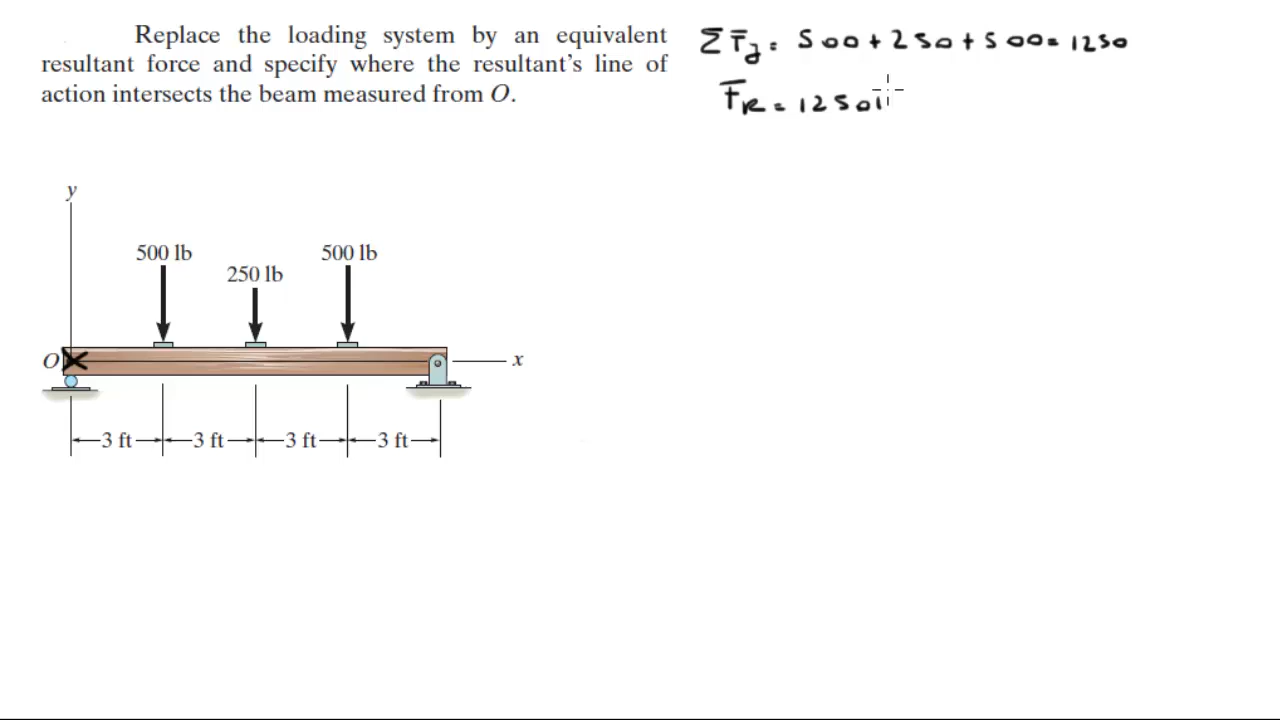 Replace the loading system by an equivalent
resultant force and specify where the resultant's line of
action intersects the beam measured from O.
Σ Fy = 500 + 250 + 500 = 1250
FR = 1250 l
y
500 lb
500 lb
250 lb
O
x
3 ft
3 ft
3 ft
3 ft